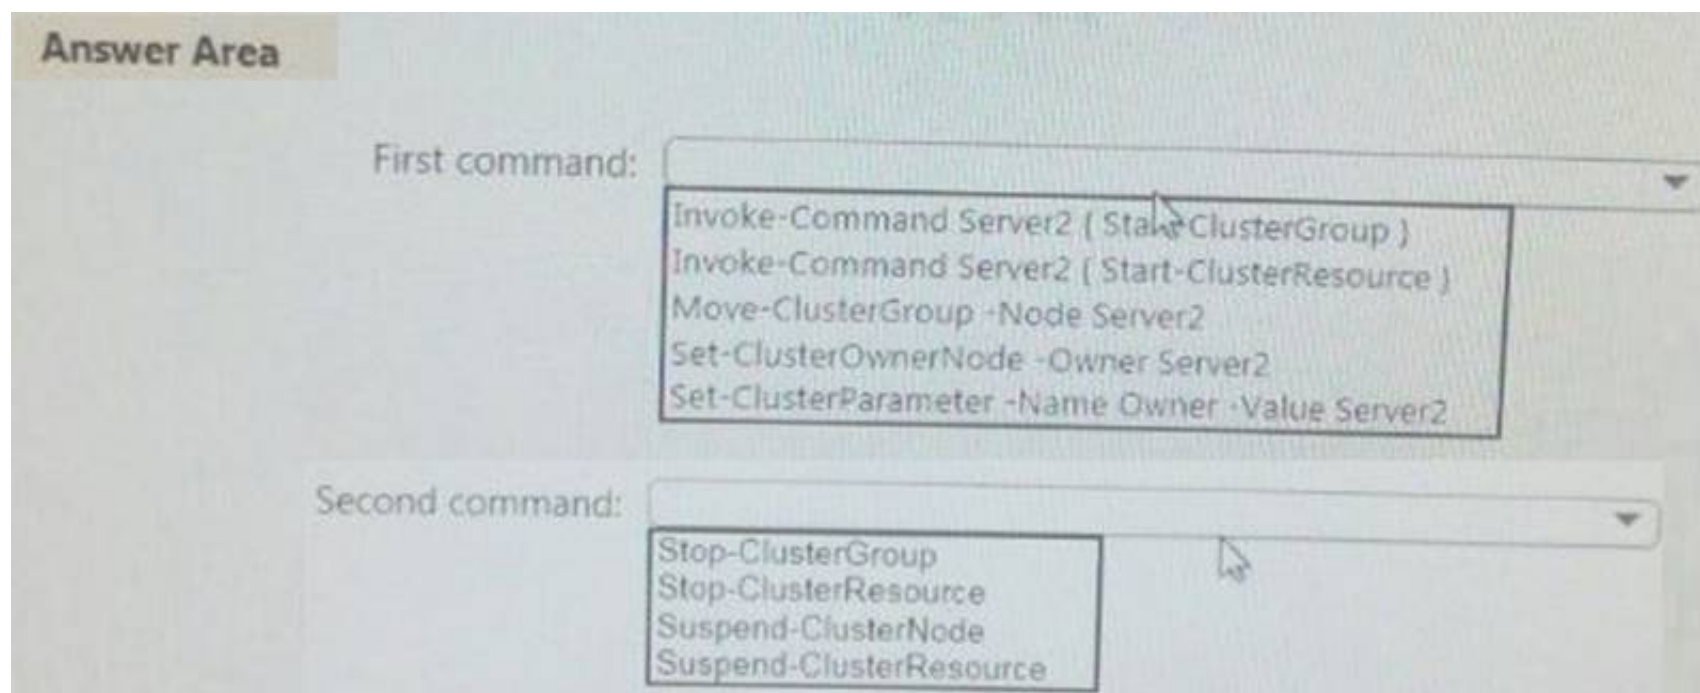 Answer Area
First command:
Invoke-Command Server2 { Start-ClusterGroup }
Invoke-Command Server2 { Start-ClusterResource }
Move-ClusterGroup -Node Server2
Set-ClusterOwnerNode -Owner Server2
Set-ClusterParameter -Name Owner -Value Server2
Second command:
Stop-ClusterGroup
Stop-ClusterResource
Suspend-ClusterNode
Suspend-ClusterResource